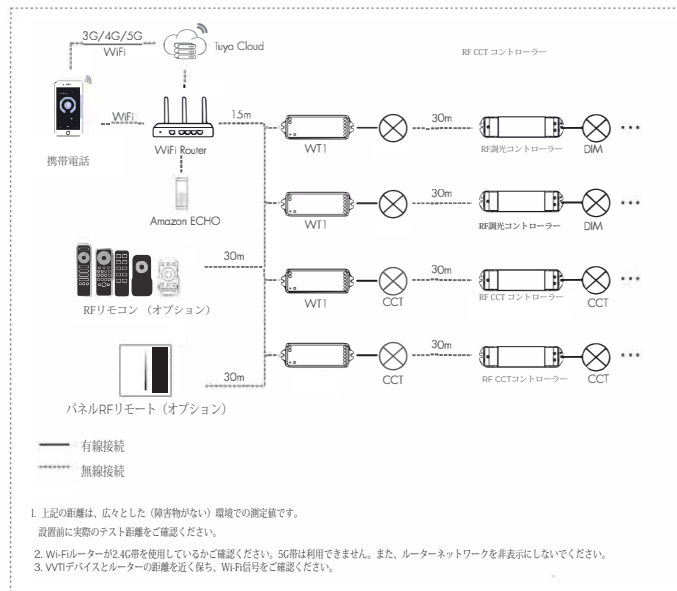 3G/4G/5G
WiFi
Tuya Cloud
RF CCT コントローラー
WiFi
15m
30m
携帯電話
WiFi Router
WT1
RF調光コントローラー
DIM
Amazon ECHO
30m
WT1
RF調光コントローラー
DIM
30m
30m
RFリモコン （オプション）
WT1
CCT
RF CCT コントローラー
CCT
30m
30m
CCT
RF CCTコントローラー
CCT
パネルRFリモート（オプション）
有線接続
無線接続
1. 上記の距離は、広々とした（障害物がない）環境での測定値です。
設置前に実際のテスト距離をご確認ください。
2. Wi-Fiルーターが2.4G帯を使用しているかご確認ください。5G帯は利用できません。また、ルーターネットワークを非表示にしないでください。
3. VVTIデバイスとルーターの距離を近く保ち、Wi-Fi信号をご確認ください。